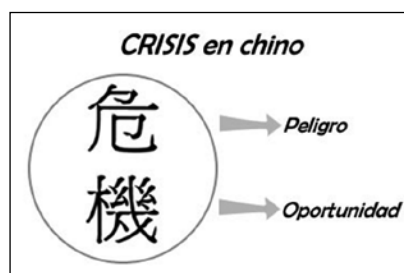 CRISIS en chino
危
Peligro
機
Oportunidad